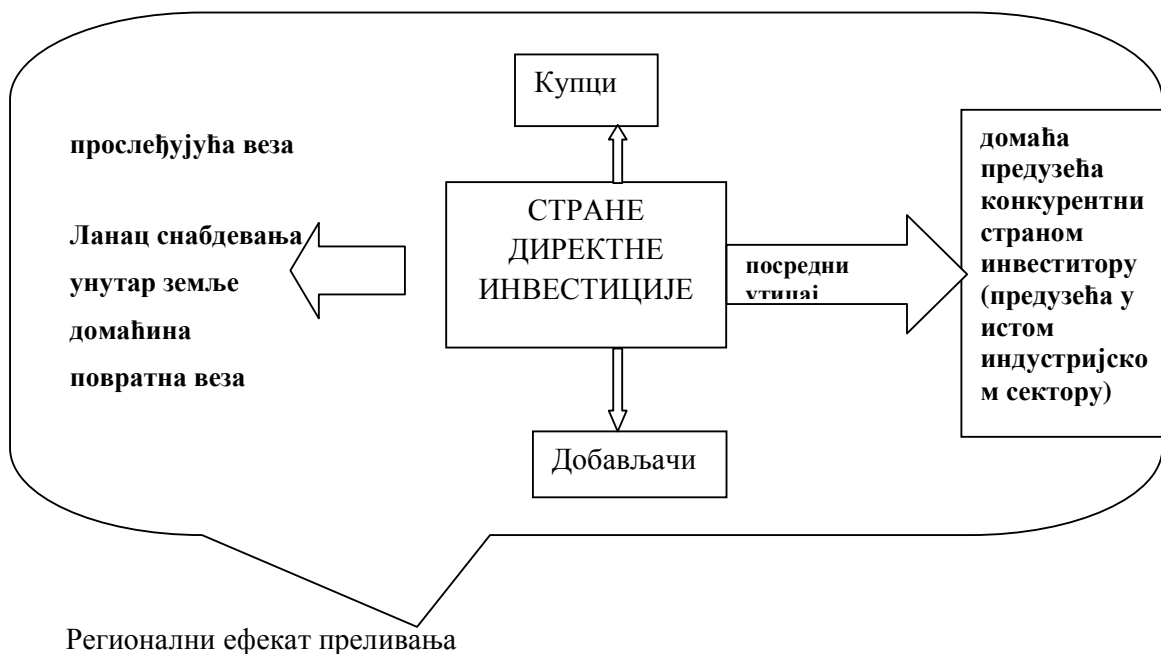 Купци
прослеђујућа веза
Ланац снабдевања
унутар земље
домаћина
повратна веза
СТРАНЕ
ДИРЕКТНЕ
ИНВЕСТИЦИЈЕ
посредни
утицај
домаћа
предузећа
конкурентни
страном
инвеститору
(предузећа у
истом
индустријско
м сектору)
Добављачи
Регионални ефекат преливања